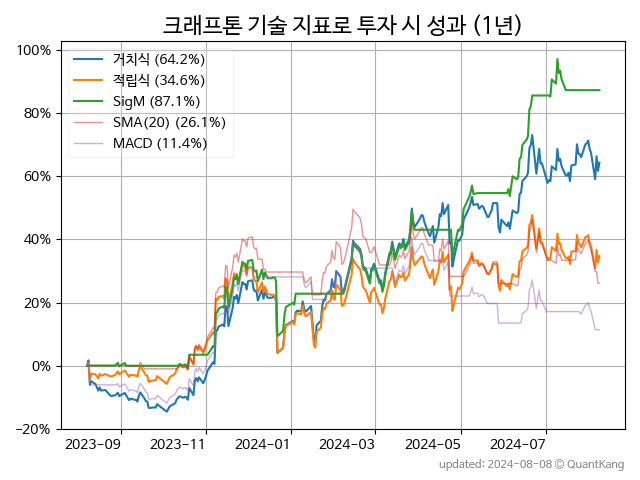 크래프톤 기술 지표로 투자 시 성과 (1년)
100%
80%
60%
40%
20%
0%
−20%
거치식 (64.2%)
적립식 (34.6%)
SigM (87.1%)
SMA(20) (26.1%)
MACD (11.4%)
2023-09 2023-11 2024-01 2024-03 2024-05 2024-07
updated: 2024-08-08 © QuantKang